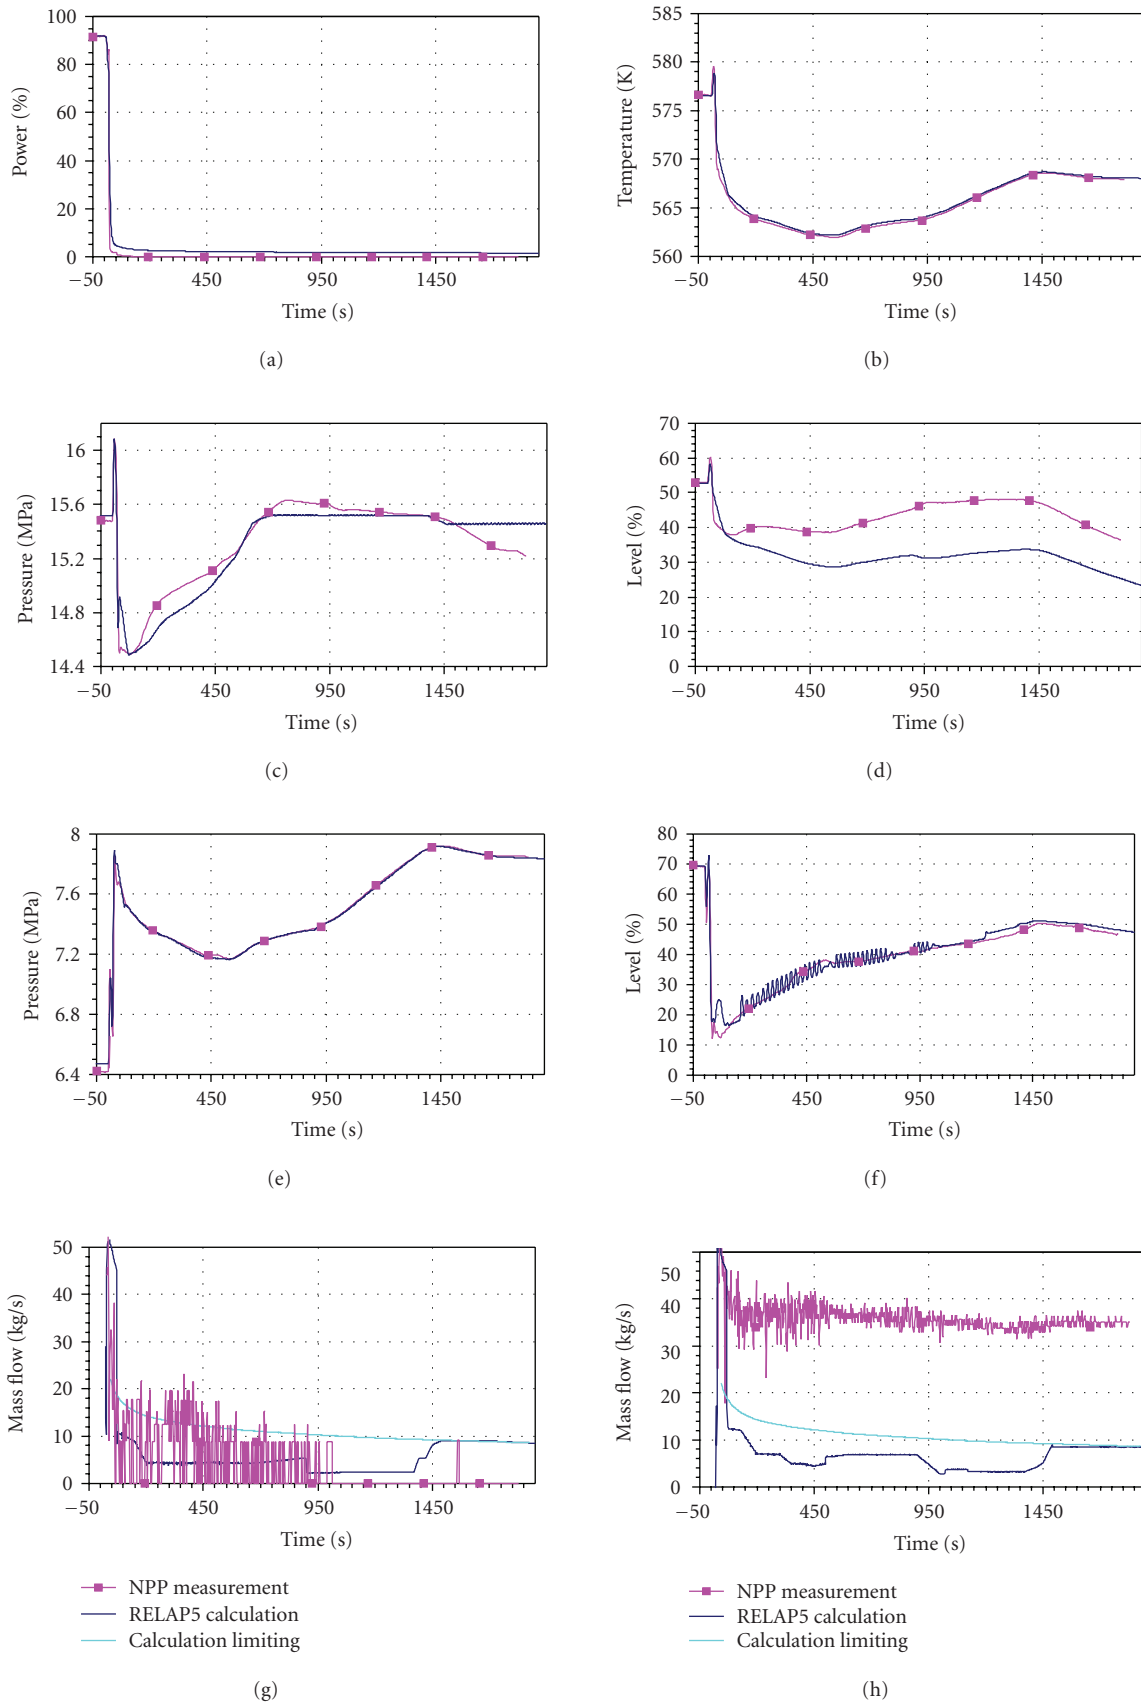 100
80
60
40
20
0
Power (%)
−50
450
950
1450
Time (s)
(a)
585
580
575
570
565
560
Temperature (K)
−50
450
950
1450
Time (s)
(b)
16
15.6
15.2
14.8
14.4
Pressure (MPa)
−50
450
950
1450
Time (s)
(c)
70
60
50
40
30
20
10
0
Level (%)
−50
450
950
1450
Time (s)
(d)
8
7.6
7.2
6.8
6.4
Pressure (MPa)
−50
450
950
1450
Time (s)
(e)
80
70
60
50
40
30
20
10
0
Level (%)
−50
450
950
1450
Time (s)
(f)
50
40
30
20
10
0
Mass flow (kg/s)
−50
450
950
1450
Time (s)
NPP measurement
RELAP5 calculation
Calculation limiting
(g)
50
40
30
20
10
0
Mass flow (kg/s)
−50
450
950
1450
Time (s)
NPP measurement
RELAP5 calculation
Calculation limiting
(h)